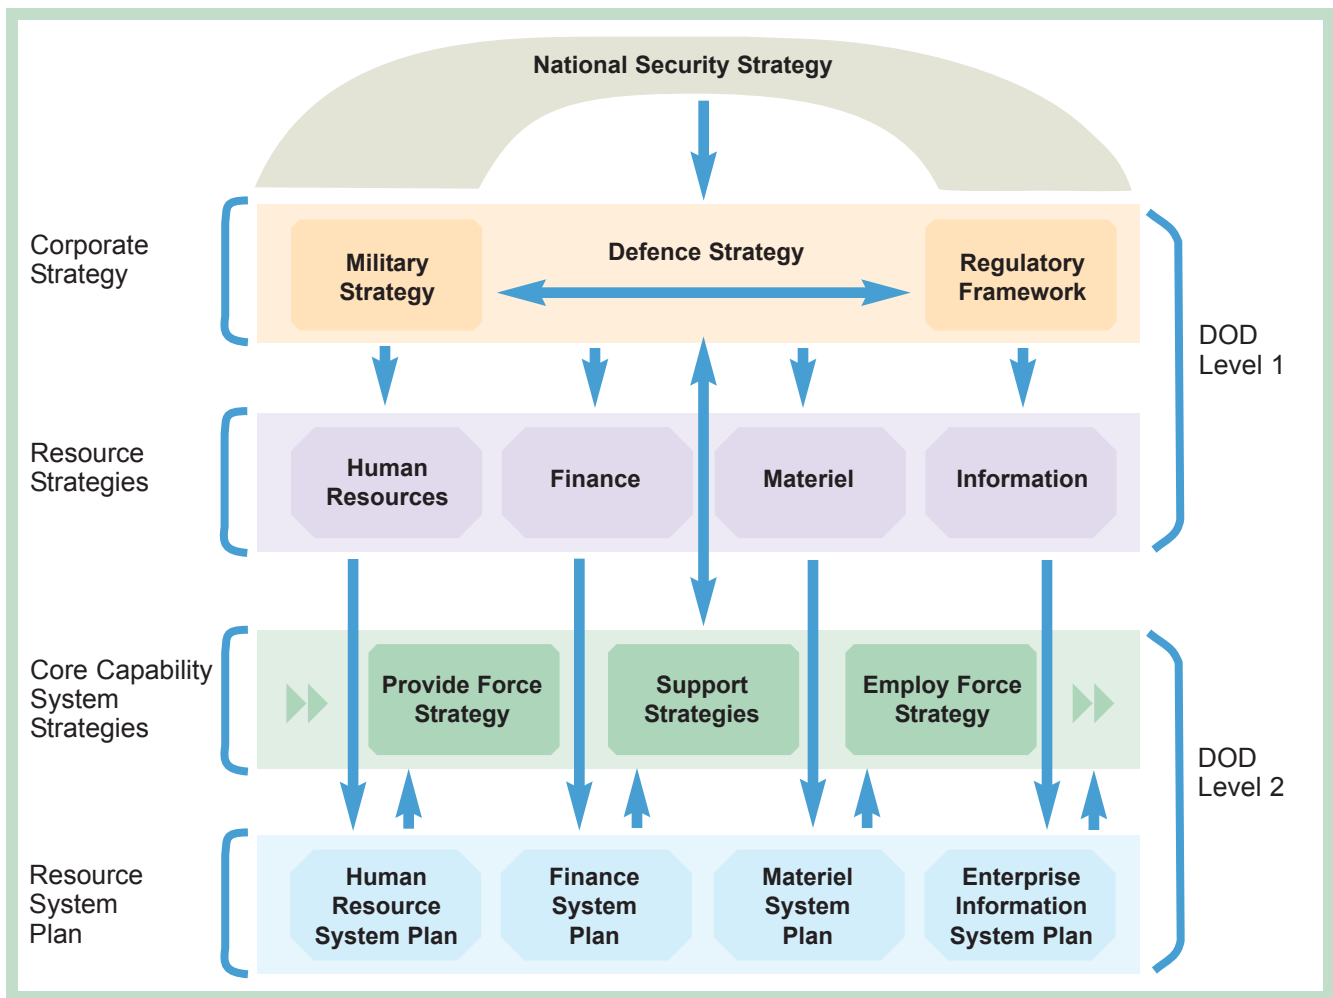 National Security Strategy
Corporate
Strategy
Military
Strategy
Defence Strategy
Regulatory
Framework
DOD
Level 1
Resource
Strategies
Human
Resources
Finance
Materiel
Information
Core Capability
System
Strategies
Provide Force
Strategy
Support
Strategies
Employ Force
Strategy
DOD
Level 2
Resource
System
Plan
Human
Resource
System Plan
Finance
System
Plan
Materiel
System
Plan
Enterprise
Information
System Plan